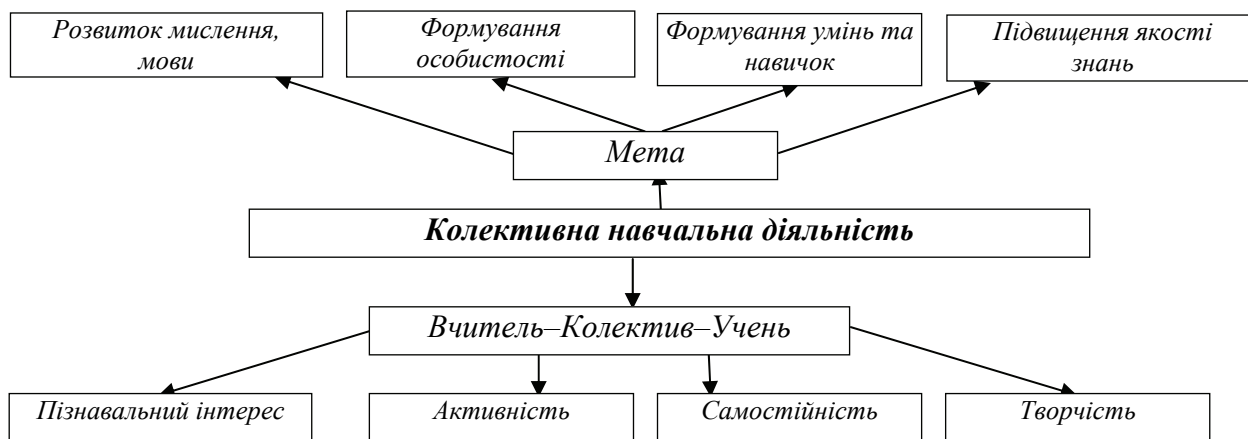 Розвиток мислення,
мови
Формування
особистості
Формування умінь та
навичок
Підвищення якості
знань
Мета
Колективна навчальна діяльність
Вчитель–Колектив–Учень
Пізнавальний інтерес
Активність
Самостійність
Творчість